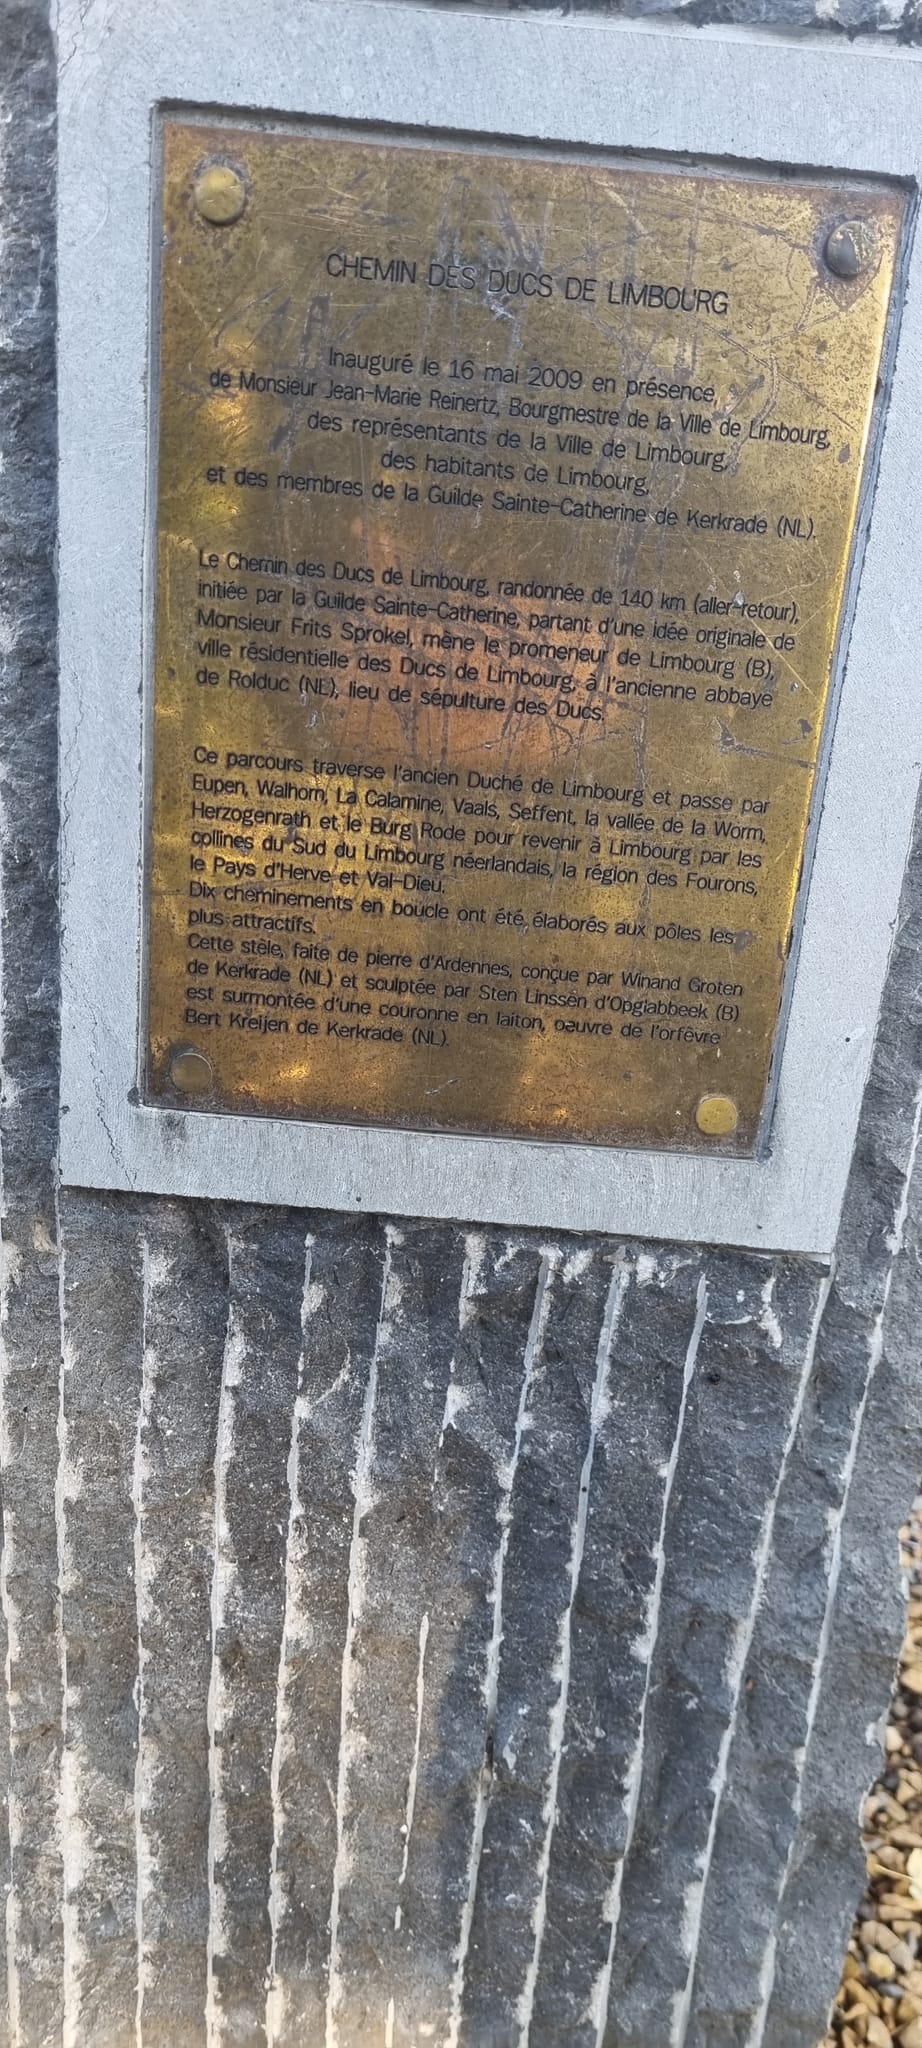 CHEMIN DES DUCS DE LIMBOURG
Inauguré le 16 mai 2009 en présence,
de Monsieur Jean-Marie Reinertz, Bourgmestre de la Ville de Limbourg,
des représentants de la Ville de Limbourg,
des habitants de Limbourg,
et des membres de la Guilde Sainte-Catherine de Kerkrade (NL).
Le Chemin des Ducs de Limbourg, randonnée de 140 km (aller-retour),
initiée par la Guilde Sainte-Catherine, partant d'une idée originale de
Monsieur Frits Sprokel, mène le promeneur de Limbourg (B),
ville résidentielle des Ducs de Limbourg, à l'ancienne abbaye
de Rolduc (NL), lieu de sépulture des Ducs.
Ce parcours traverse l'ancien Duché de Limbourg et passe par
Eupen, Walhorn, La Calamine, Vaals, Seffent, la vallée de la Worm,
Herzogenrath et le Burg Rode pour revenir à Limbourg par les
collines du Sud du Limbourg néerlandais, la région des Fourons,
le Pays d'Herve et Val-Dieu.
Dix cheminements en boucle ont été élaborés aux pôles les
plus attractifs.
Cette stèle, faite de pierre d'Ardennes, conçue par Winand Groten
de Kerkrade (NL) et sculptée par Sten Linssen d'Opglabbeek (B)
est surmontée d'une couronne en laiton, oeuvre de l'orfèvre
Bert Kreijen de Kerkrade (NL).